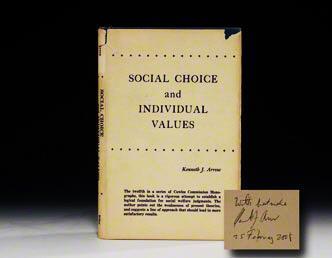 SOCIAL CHOICE
and
INDIVIDUAL
VALUES
Kenneth J. Arrow
The twelfth in a series of Cowles Commission Mono-
graphs, this book is a rigorous attempt to establish a
logical foundation for social welfare judgments. The
author points out the weaknesses of present theories,
and suggests a line of approach that should lead to more
satisfactory results.
SOCIAL CHOICE
With
February